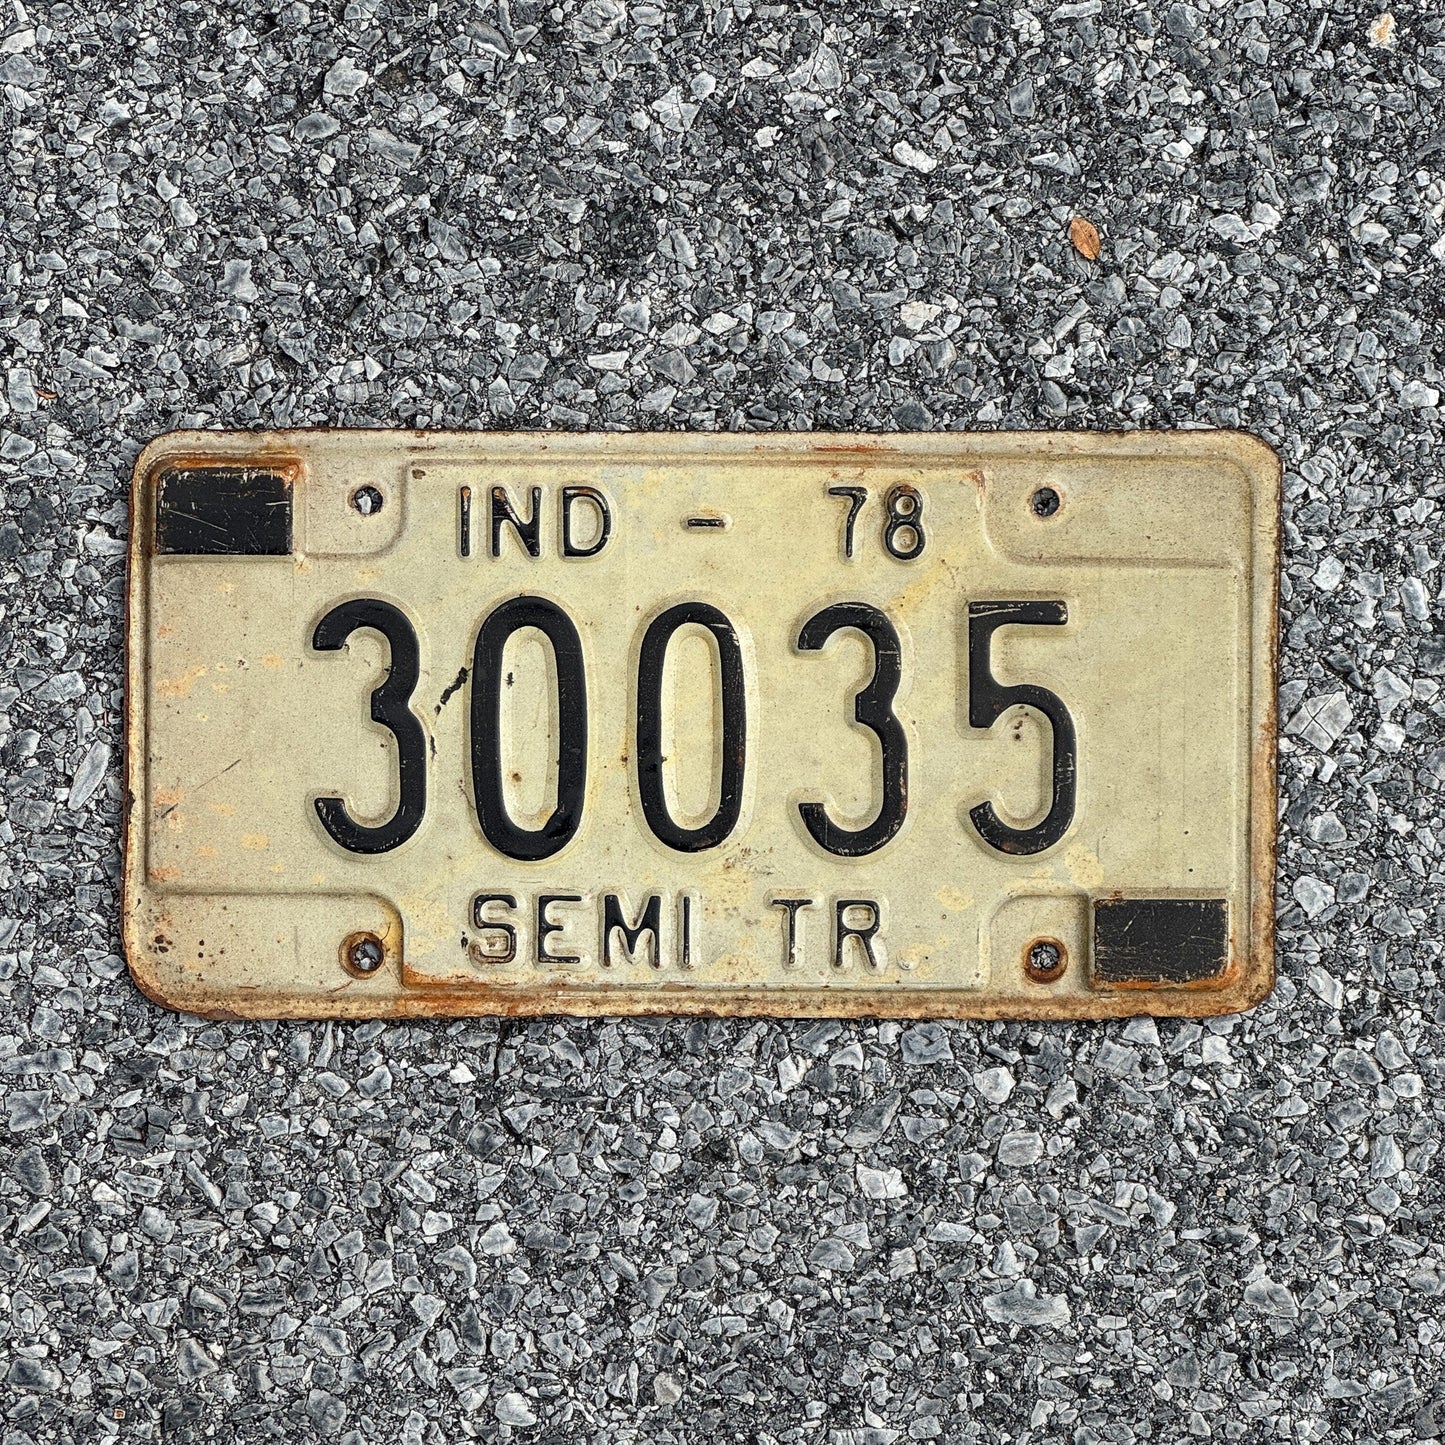 IND - 78
30035
SEMI TR